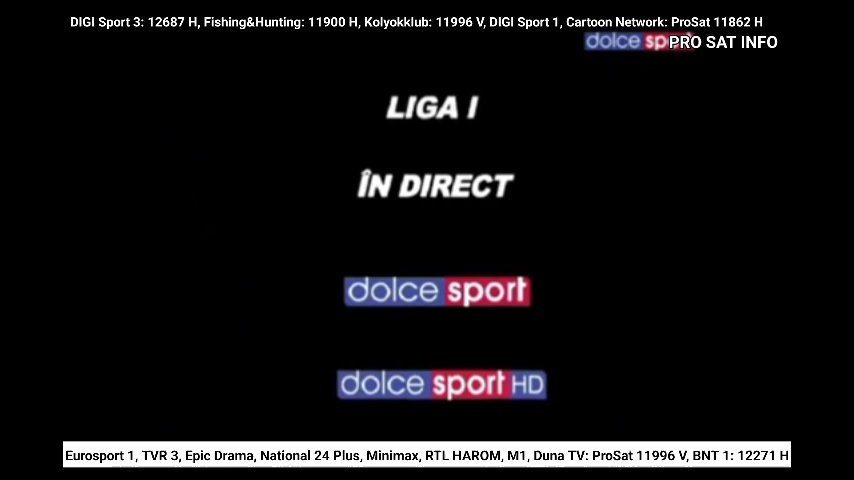 DIGI Sport 3: 12687 H, Fishing&Hunting: 11900 H, Kolyokklub: 11996 V, DIGI Sport 1, Cartoon Network: ProSat 11862 H
dolce sp PRO SAT INFO
LIGA I
ÎN DIRECT
dolce sport
dolce sport HD
Eurosport 1, TVR 3, Epic Drama, National 24 Plus, Minimax, RTL HAROM, M1, Duna TV: ProSat 11996 V, BNT 1: 12271 H